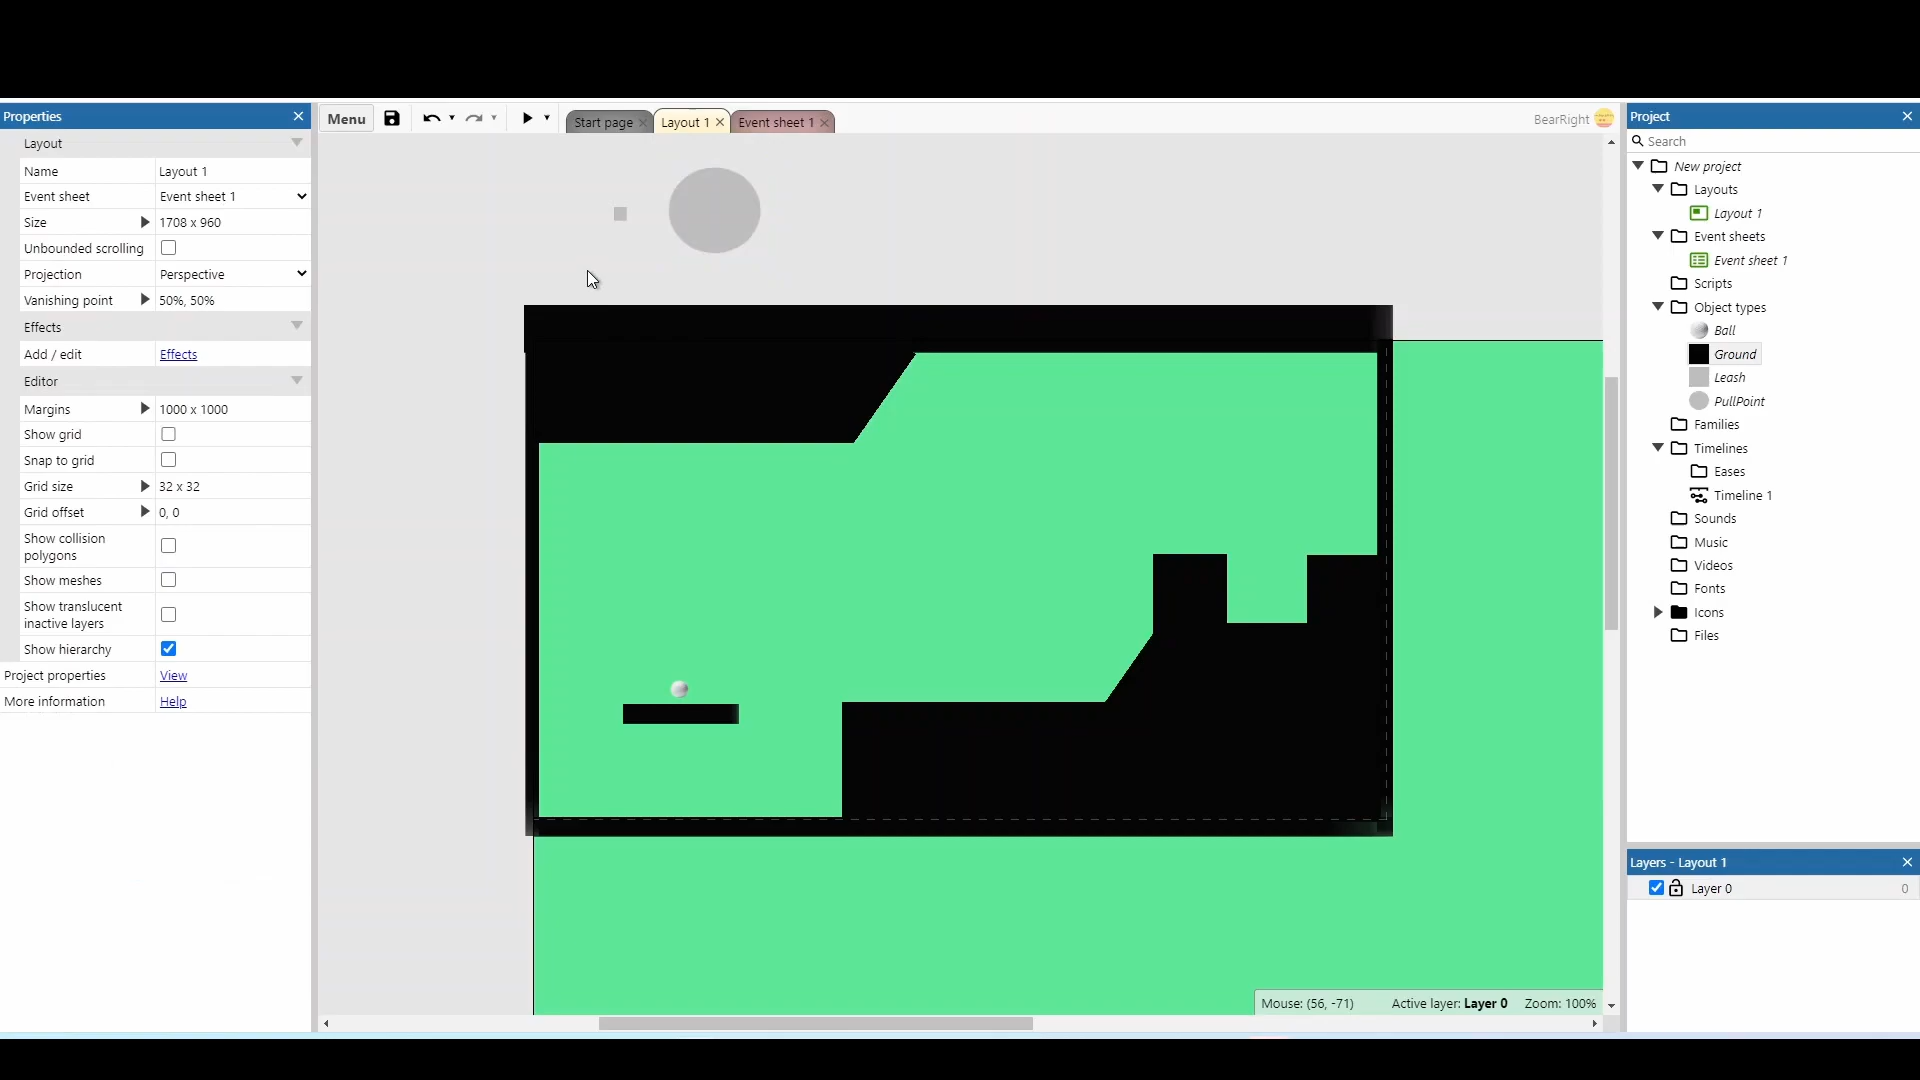 Properties
Layout
Name Layout 1
Event sheet Event sheet 1
Size 1708 x 960
Unbounded scrolling
Projection Perspective
Vanishing point 50%, 50%
Effects
Add / edit Effects
Editor
Margins 1000 x 1000
Show grid
Snap to grid
Grid size 32 x 32
Grid offset 0, 0
Show collision
polygons
Show meshes
Show translucent
inactive layers
Show hierarchy
Project properties View
More information Help
Menu
Start page
Layout 1
Event sheet 1
BearRight
Mouse: (56, -71) Active layer: Layer 0 Zoom: 100%
Project
Search
New project
Layouts
Layout 1
Event sheets
Event sheet 1
Scripts
Object types
Ball
Ground
Leash
PullPoint
Families
Timelines
Eases
Timeline 1
Sounds
Music
Videos
Fonts
Icons
Files
Layers - Layout 1
Layer 0 0